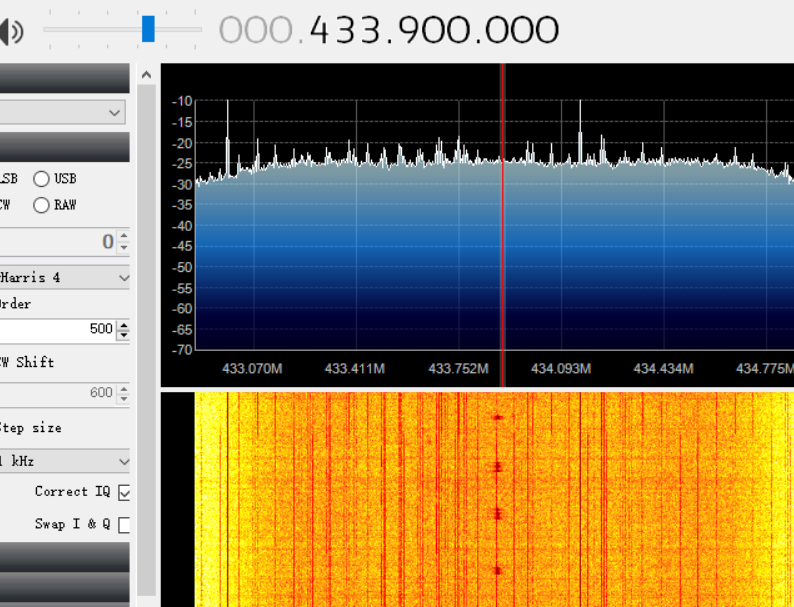 000.433.900.000
-10
-15
-20
-25
-30
-35
-40
-45
-50
-55
-60
-65
-70
433.070M 433.411M 433.752M 434.093M 434.434M 434.775M
LSB USB
CW RAW
0
Harris 4
Order
500
CW Shift
600
Step size
1 kHz
Correct IQ
Swap I & Q